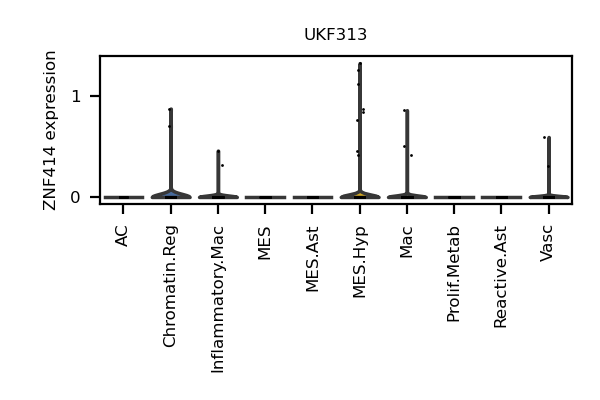 UKF313
ZNF414 expression
1
0
AC
Chromatin.Reg
Inflammatory.Mac
MES
MES.Ast
MES.Hyp
Mac
Prolif.Metab
Reactive.Ast
Vasc